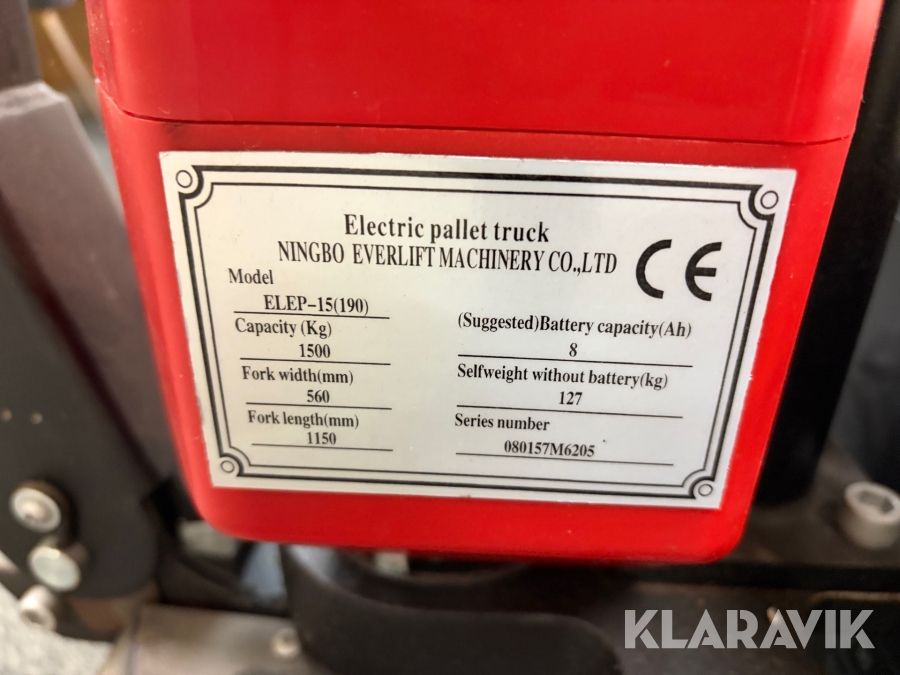 Electric pallet truck
NINGBO EVERLIFT MACHINERY CO.,LTD
CE
Model
ELEP-15(190)
Capacity (Kg)
1500
Fork width(mm)
560
Fork length(mm)
1150
(Suggested)Battery capacity(Ah)
8
Selfweight without battery(kg)
127
Series number
080157M6205
KLARAVIK